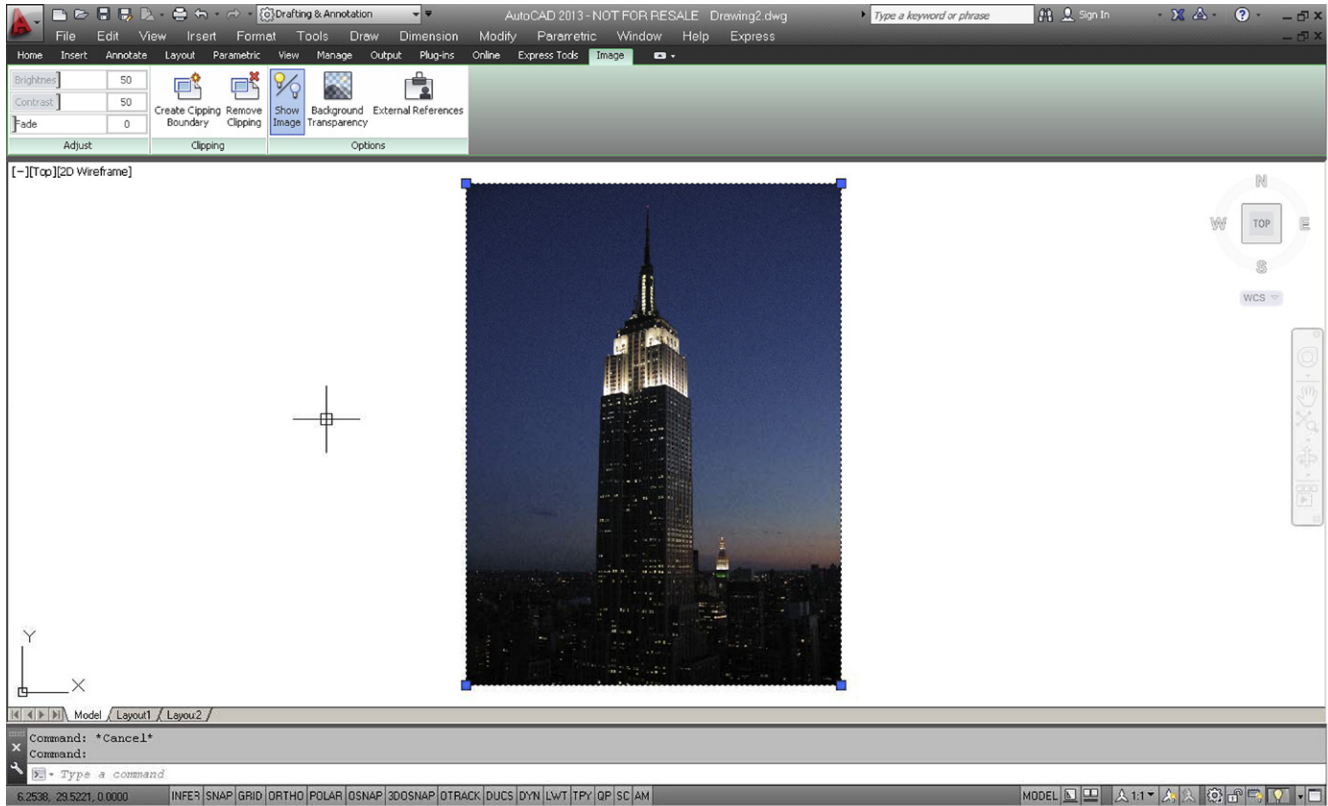 Drafting & Annotation
AutoCAD 2013 - NOT FOR RESALE Drawing2.dwg
Type a keyword or phrase
Sign In
File Edit View Insert Format Tools Draw Dimension Modify Parametric Window Help Express
Home Insert Annotate Layout Parametric View Manage Output Plug-ins Online Express Tools Image
Brightnes 50
Contrast 50
Fade 0
Create Clipping Boundary
Remove Clipping
Show Image
Background Transparency
External References
Adjust Clipping Options
[-][Top][2D Wireframe]
N
W TOP E
S
WCS
Y
X
Model Layout1 Layou:2
Command: *Cancel*
Command:
Type a command
6.2538, 29.5221, 0.0000 INFER SNAP GRID ORTHO POLAR OSNAP 3DOSNAP OTRACK DUCS DYN LWT TPY QP SC AM MODEL 1:1